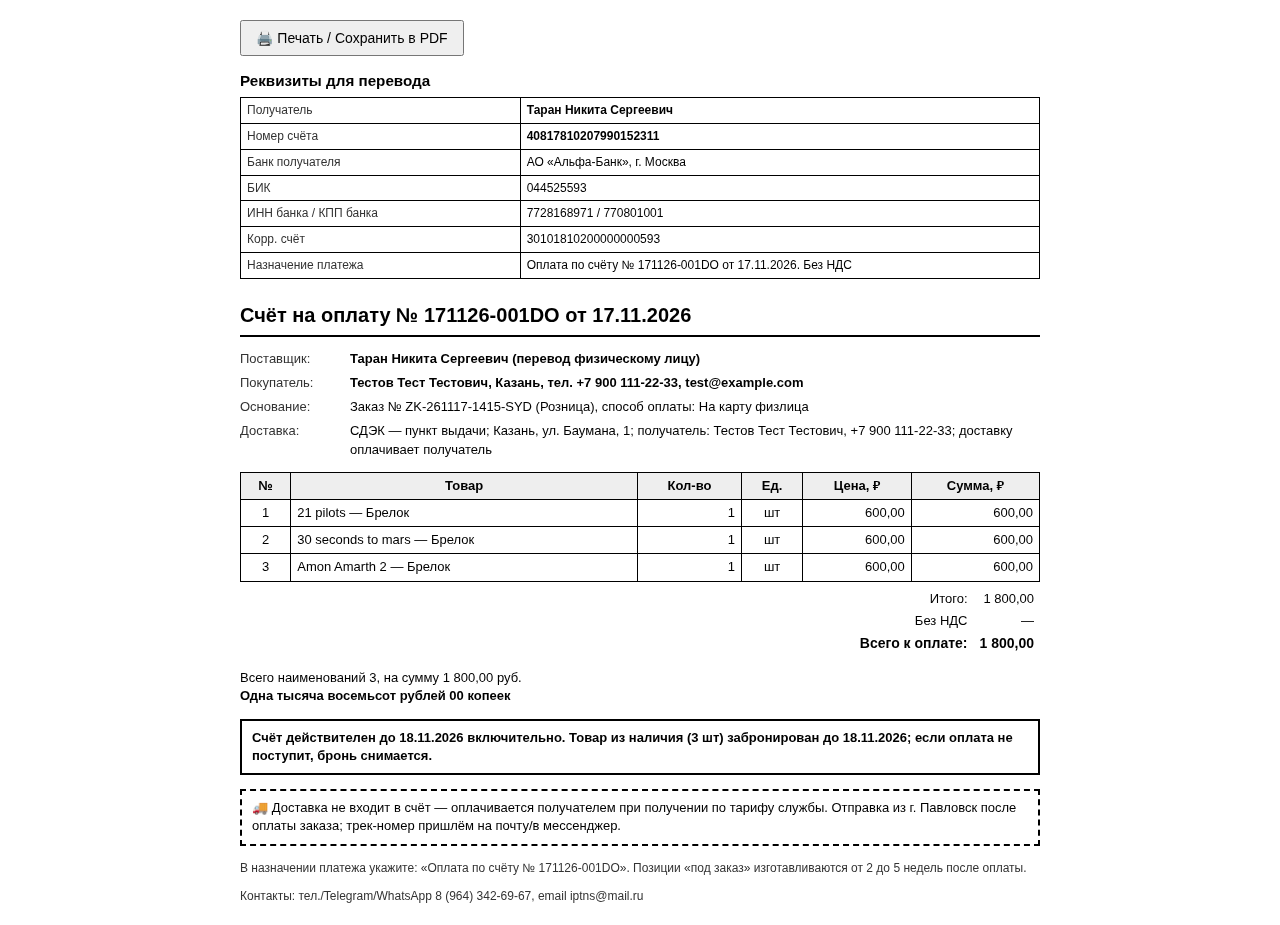 🖨️ Печать / Сохранить в PDF
Реквизиты для перевода
Получатель Таран Никита Сергеевич
Номер счёта 40817810207990152311
Банк получателя АО «Альфа-Банк», г. Москва
БИК 044525593
ИНН банка / КПП банка 7728168971 / 770801001
Корр. счёт 30101810200000000593
Назначение платежа Оплата по счёту № 171126-001DO от 17.11.2026. Без НДС
Счёт на оплату № 171126-001DO от 17.11.2026
Поставщик: Таран Никита Сергеевич (перевод физическому лицу)
Покупатель: Тестов Тест Тестович, Казань, тел. +7 900 111-22-33, test@example.com
Основание: Заказ № ZK-261117-1415-SYD (Розница), способ оплаты: На карту физлица
Доставка: СДЭК — пункт выдачи; Казань, ул. Баумана, 1; получатель: Тестов Тест Тестович, +7 900 111-22-33; доставку
оплачивает получатель
№ Товар Кол-во Ед. Цена, ₽ Сумма, ₽
1 21 pilots — Брелок 1 шт 600,00 600,00
2 30 seconds to mars — Брелок 1 шт 600,00 600,00
3 Amon Amarth 2 — Брелок 1 шт 600,00 600,00
Итого: 1 800,00
Без НДС —
Всего к оплате: 1 800,00
Всего наименований 3, на сумму 1 800,00 руб.
Одна тысяча восемьсот рублей 00 копеек
Счёт действителен до 18.11.2026 включительно. Товар из наличия (3 шт) забронирован до 18.11.2026; если оплата не
поступит, бронь снимается.
🚚 Доставка не входит в счёт — оплачивается получателем при получении по тарифу службы. Отправка из г. Павловск после
оплаты заказа; трек-номер пришлём на почту/в мессенджер.
В назначении платежа укажите: «Оплата по счёту № 171126-001DO». Позиции «под заказ» изготавливаются от 2 до 5 недель после оплаты.
Контакты: тел./Telegram/WhatsApp 8 (964) 342-69-67, email iptns@mail.ru